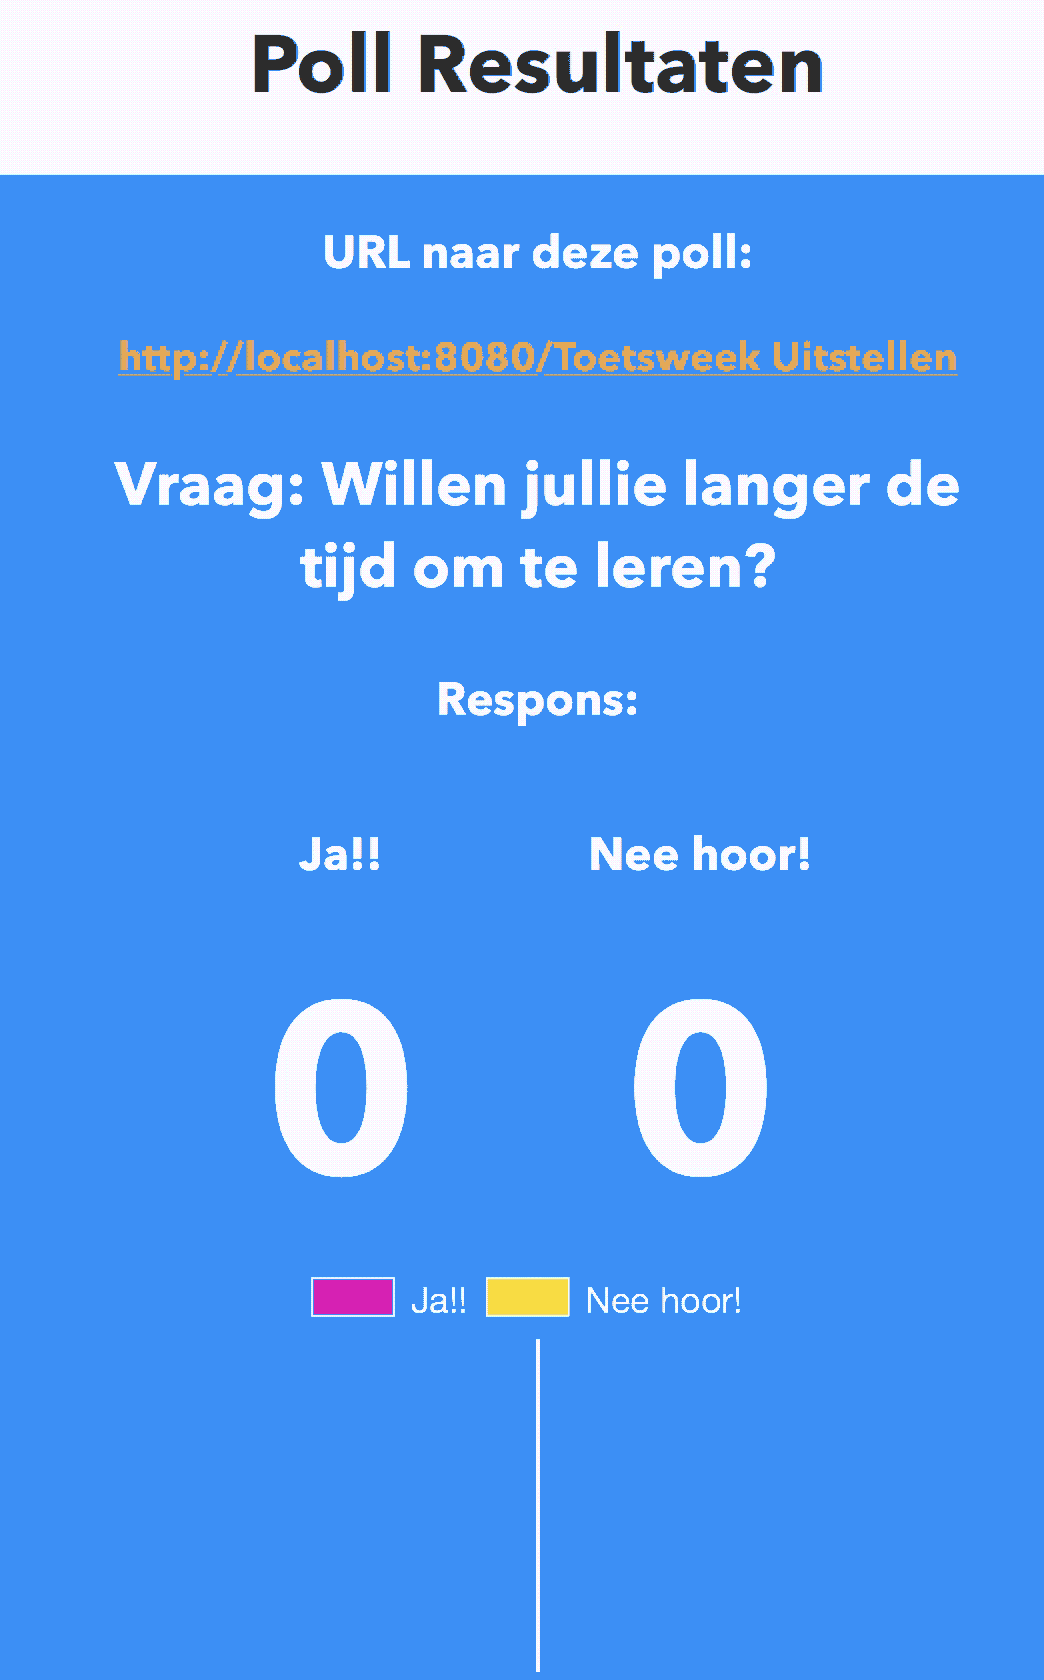 Poll Resultaten
URL naar deze poll:
http://localhost:8080/Toetsweek Uitstellen
Vraag: Willen jullie langer de
tijd om te leren?
Respons:
Ja!! Nee hoor!
0 0
Ja!! Nee hoor!